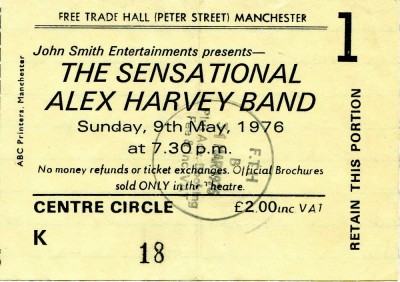 FREE TRADE HALL (PETER STREET) MANCHESTER
1
John Smith Entertainments presents—
THE SENSATIONAL
ALEX HARVEY BAND
Sunday, 9th May, 1976
at 7.30 p.m.
No money refunds or ticket exchanges. Official Brochures
sold ONLY in the Theatre.
CENTRE CIRCLE £2.00inc VAT
K 18
ABC Printers, Manchester
RETAIN THIS PORTION
F.T.H